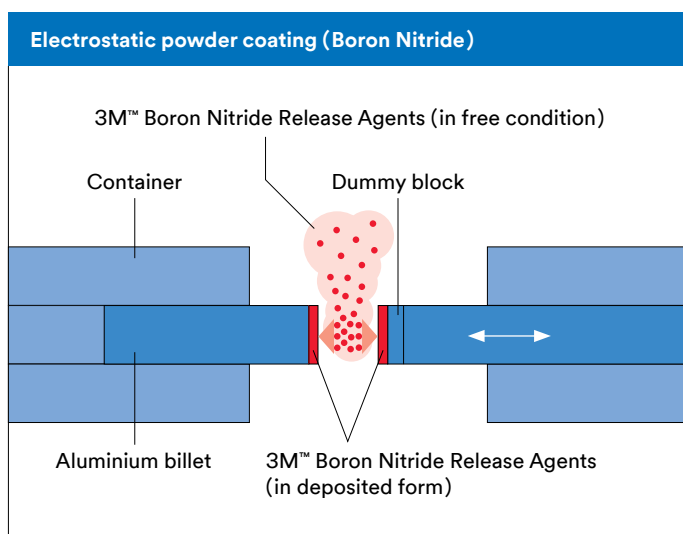 Electrostatic powder coating (Boron Nitride)
3M™ Boron Nitride Release Agents (in free condition)
Container
Dummy block
Aluminium billet
3M™ Boron Nitride Release Agents
(in deposited form)